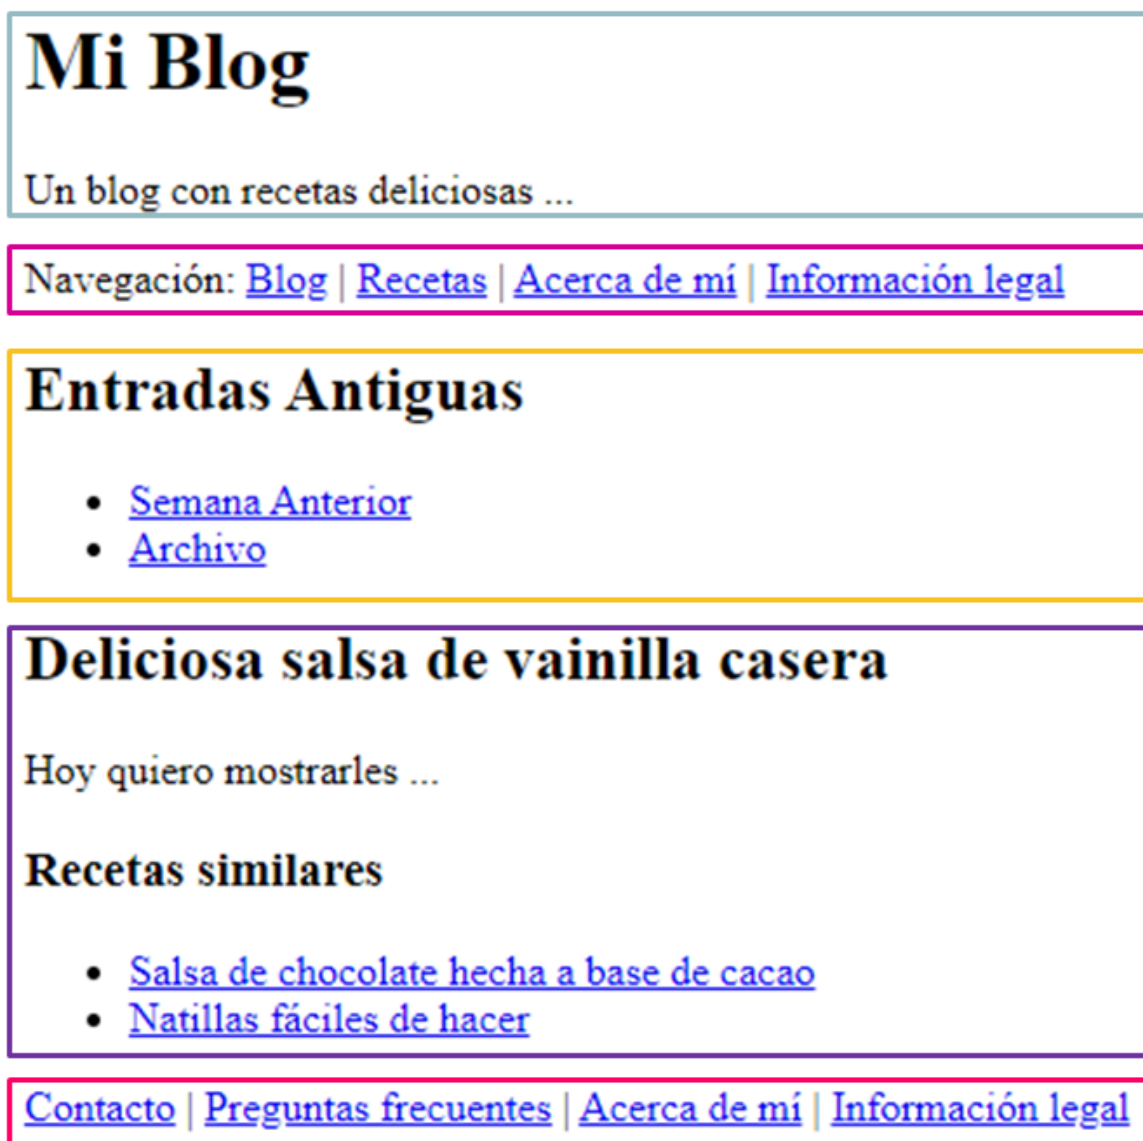 Mi Blog
Un blog con recetas deliciosas ...
Navegación: Blog | Recetas | Acerca de mí | Información legal
Entradas Antiguas
• Semana Anterior
• Archivo
Deliciosa salsa de vainilla casera
Hoy quiero mostrarles ...
Recetas similares
• Salsa de chocolate hecha a base de cacao
• Natillas fáciles de hacer
Contacto | Preguntas frecuentes | Acerca de mí | Información legal